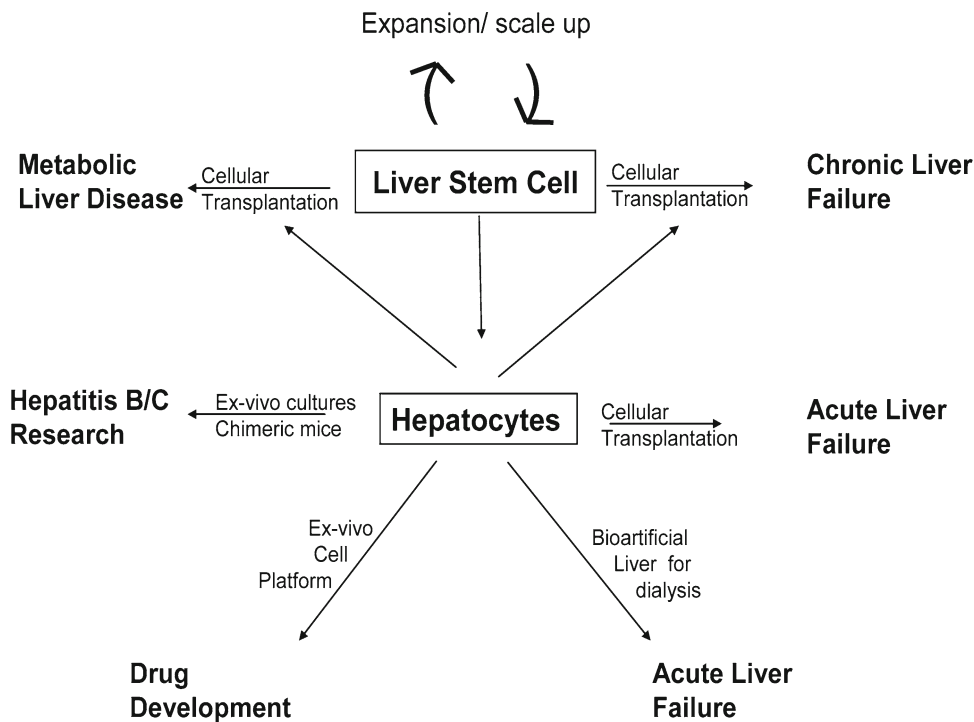 Expansion/ scale up
Metabolic
Liver Disease
Cellular
Transplantation
Liver Stem Cell
Cellular
Transplantation
Chronic Liver
Failure
Hepatitis B/C
Research
Ex-vivo cultures
Chimeric mice
Hepatocytes
Cellular
Transplantation
Acute Liver
Failure
Ex-vivo
Cell
Platform
Bioartificial
Liver for
dialysis
Drug
Development
Acute Liver
Failure